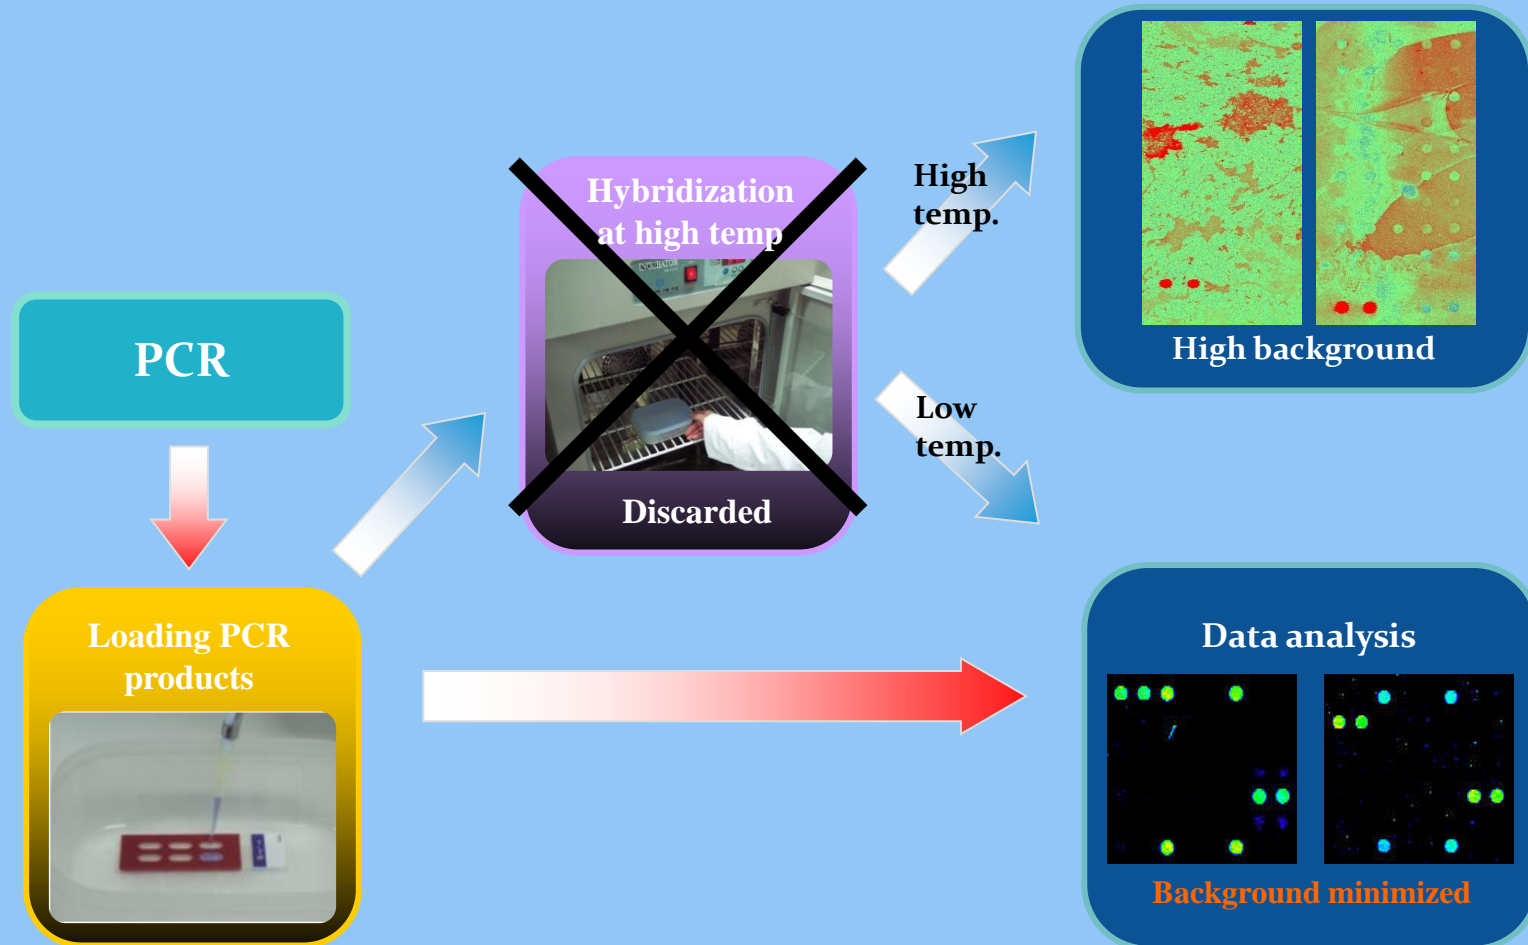 PCR
Loading PCR
products
Hybridization
at high temp
INCUBATOR
Discarded
High
temp.
Low
temp.
High background
Data analysis
Background minimized